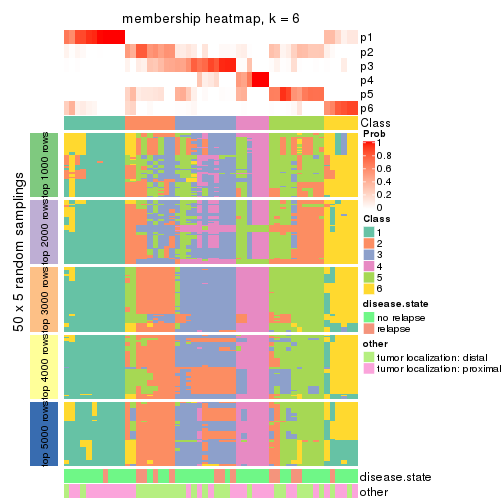 membership heatmap, k = 6
p1
p2
p3
p4
p5
p6
Class
50 x 5 random samplings
top 1000 rows
top 2000 rows
top 3000 rows
top 4000 rows
top 5000 rows
Prob
1
0.8
0.6
0.4
0.2
0
Class
1
2
3
4
5
6
disease.state
no relapse
relapse
other
tumor localization: distal
tumor localization: proximal
disease.state
other